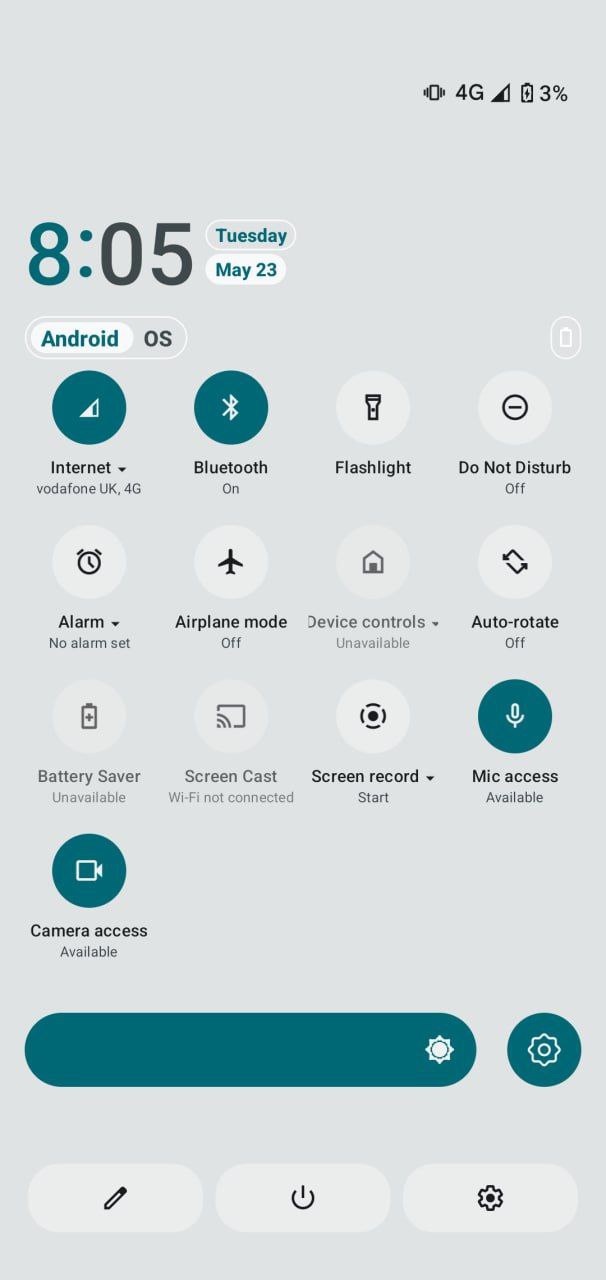 4G 3%
8:05
Tuesday
May 23
Android OS
Internet
vodafone UK, 4G
Bluetooth
On
Flashlight
Do Not Disturb
Off
Alarm
No alarm set
Airplane mode
Off
Device controls
Unavailable
Auto-rotate
Off
Battery Saver
Unavailable
Screen Cast
Wi-Fi not connected
Screen record
Start
Mic access
Available
Camera access
Available